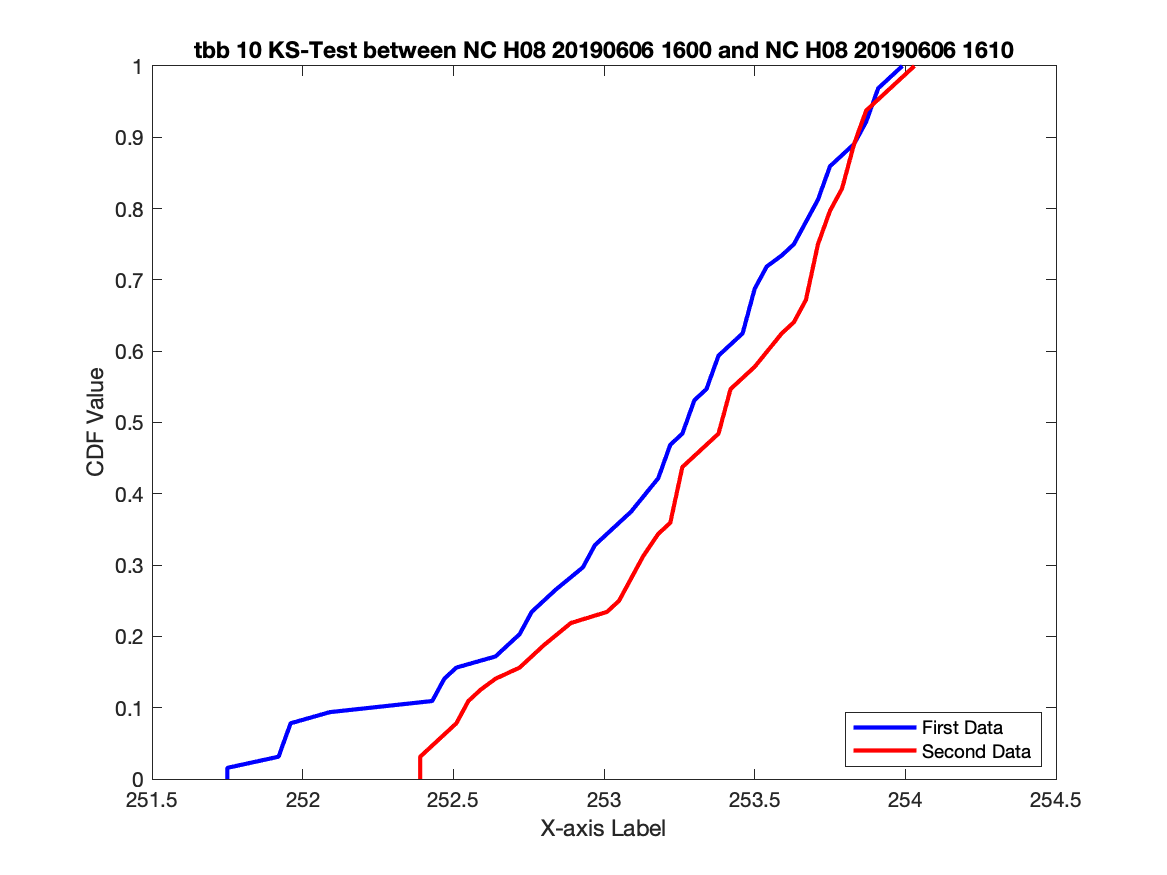 tbb 10 KS-Test between NC H08 20190606 1600 and NC H08 20190606 1610
1
0.9
0.8
0.7
0.6
0.5
0.4
0.3
0.2
0.1
0
CDF Value
First Data
Second Data
251.5 252 252.5 253 253.5 254 254.5
X-axis Label